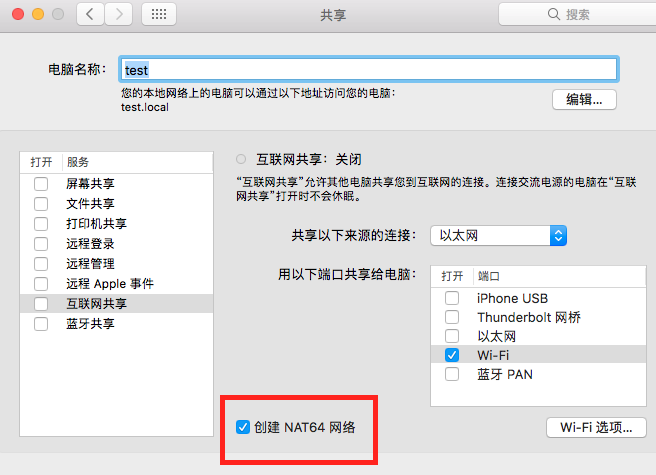 共享
搜索
电脑名称：
test
您的本地网络上的电脑可以通过以下地址访问您的电脑：
test.local
编辑...
打开 服务
屏幕共享
文件共享
打印机共享
远程登录
远程管理
远程 Apple 事件
互联网共享
蓝牙共享
互联网共享：关闭
“互联网共享”允许其他电脑共享您到互联网的连接。连接交流电源的电脑在“互联
网共享”打开时不会休眠。
共享以下来源的连接：
以太网
用以下端口共享给电脑：
打开 端口
iPhone USB
Thunderbolt 网桥
以太网
Wi-Fi
蓝牙 PAN
创建 NAT64 网络
Wi-Fi 选项...